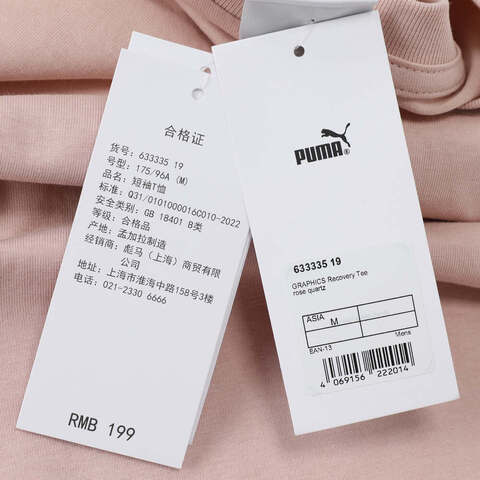 合格证
货号: 633335 19
号型: 175/96A (M)
品名: 短袖T恤
标准: Q31/0101000016C010-2022
安全类别: GB 18401 B类
等级: 合格品
产地: 孟加拉制造
经销商: 彪马（上海）商贸有限
公司
地址: 上海市淮海中路158号3楼
电话: 021-2330 6666
RMB 199
PUMA®
633335 19
GRAPHICS Recovery Tee
rose quartz
ASIA M
Mens
EAN-13
4 069156 222014